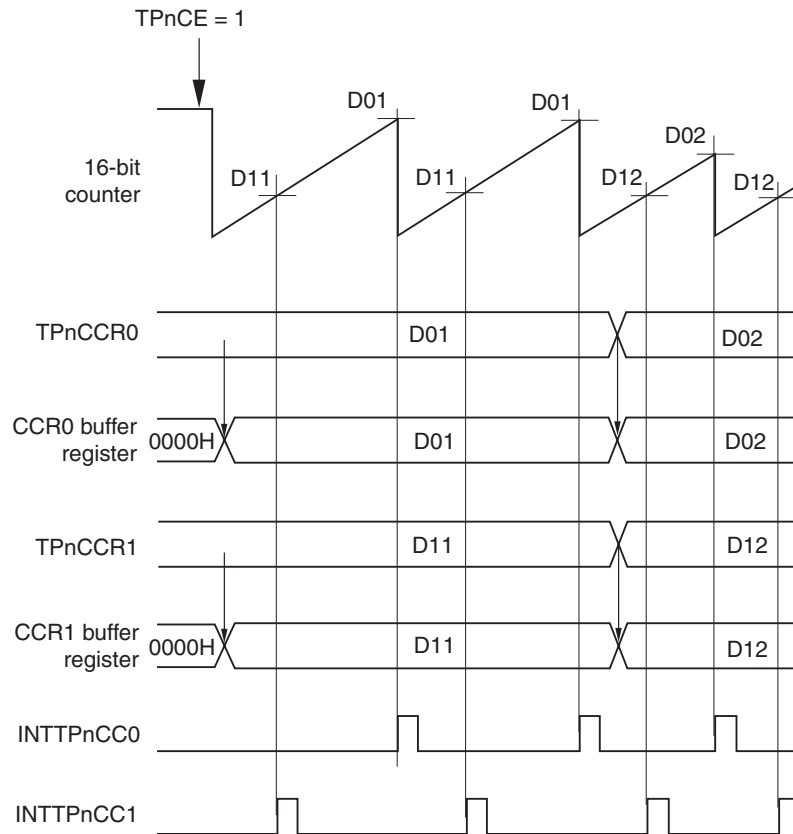 TPnCE = 1
D01
D01
D02
16-bit
counter
D11
D11
D12
D12
TPnCCR0
D01
D02
CCR0 buffer
register
0000H
D01
D02
TPnCCR1
D11
D12
CCR1 buffer
register
0000H
D11
D12
INTTPnCC0
INTTPnCC1